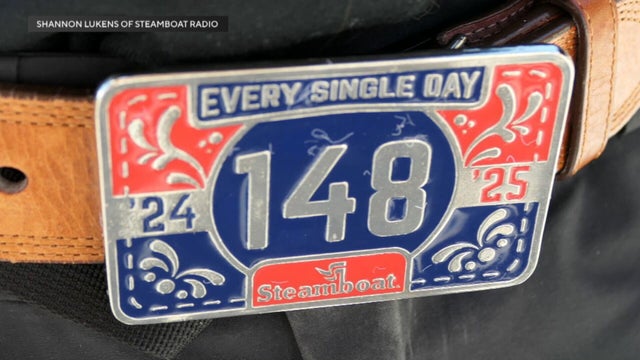 SHANNON LUKENS OF STEAMBOAT RADIO
EVERY SINGLE DAY
'24 148 '25
Steamboat.